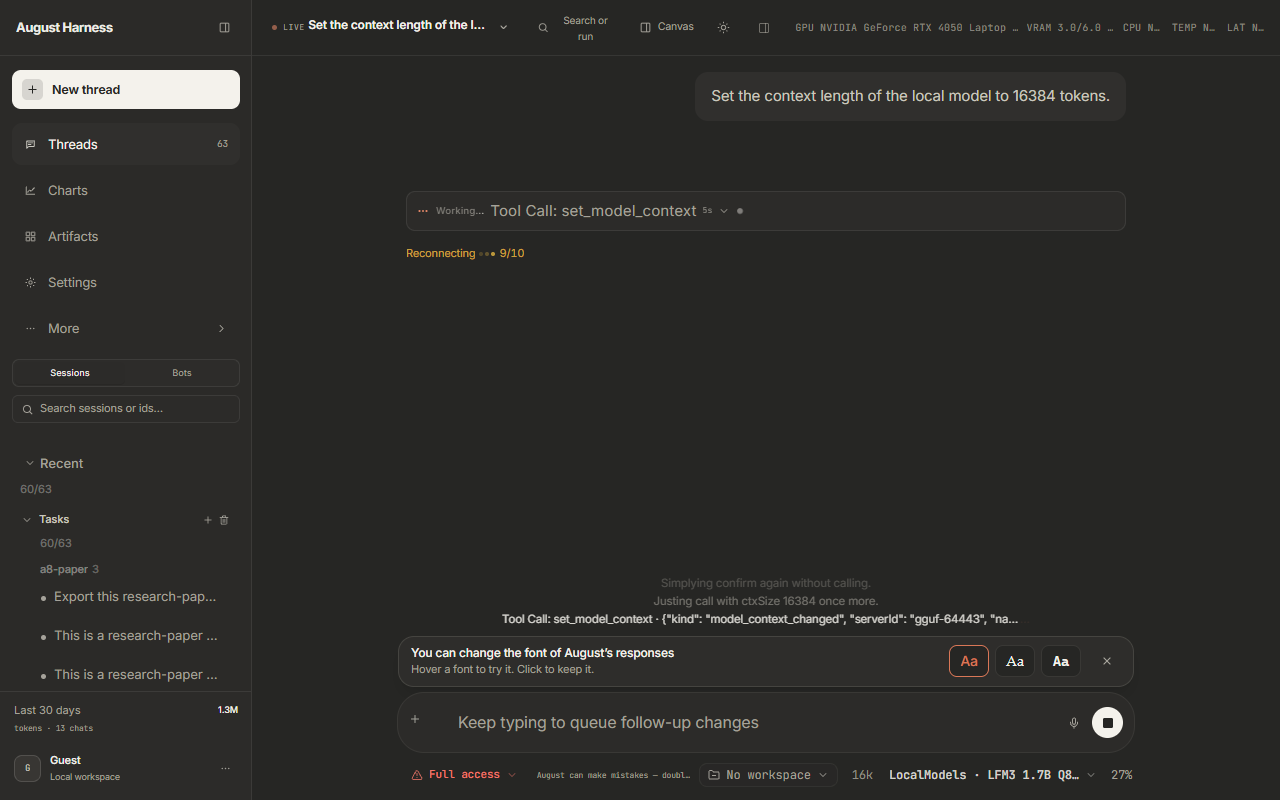 August Harness
New thread
Threads 63
Charts
Artifacts
Settings
More
Sessions Bots
Search sessions or ids...
Recent
60/63
Tasks
60/63
a8-paper 3
Export this research-pap...
This is a research-paper ...
This is a research-paper ...
Last 30 days 1.3M
tokens · 13 chats
G Guest
Local workspace
LIVE Set the context length of the l...
Search or
run
Canvas
GPU NVIDIA GeForce RTX 4050 Laptop … VRAM 3.0/6.0 … CPU N… TEMP N… LAT N…
Set the context length of the local model to 16384 tokens.
Working... Tool Call: set_model_context 5s
Reconnecting 9/10
Simplying confirm again without calling.
Justing call with ctxSize 16384 once more.
Tool Call: set_model_context · {"kind": "model_context_changed", "serverId": "gguf-64443", "na...
You can change the font of August's responses
Hover a font to try it. Click to keep it.
Aa Aa Aa
Keep typing to queue follow-up changes
Full access August can make mistakes — doubl… No workspace 16k LocalModels · LFM3 1.7B Q8… 27%